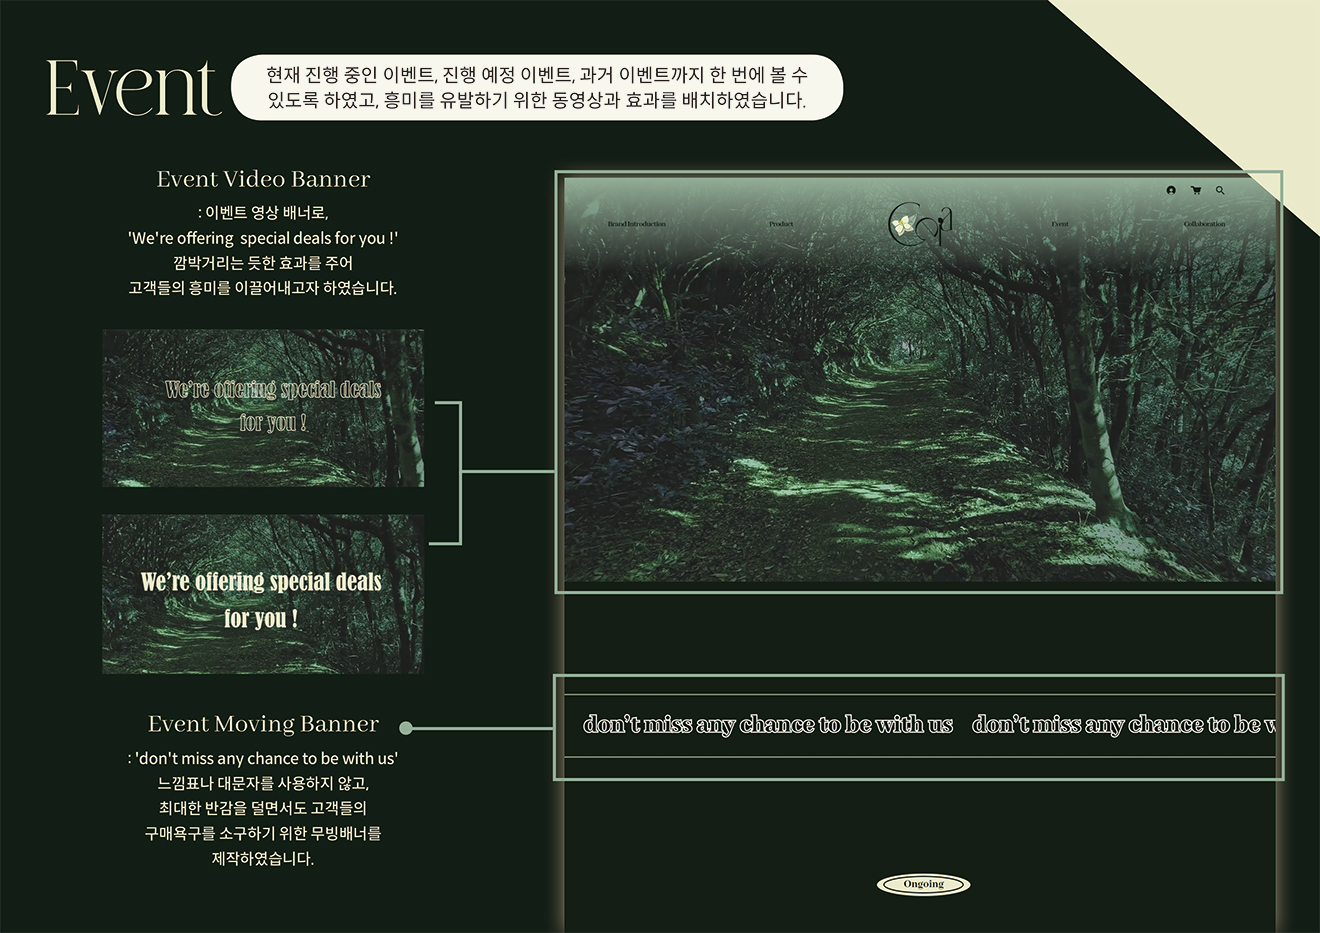 Event
현재 진행 중인 이벤트, 진행 예정 이벤트, 과거 이벤트까지 한 번에 볼 수
있도록 하였고, 흥미를 유발하기 위한 동영상과 효과를 배치하였습니다.
Event Video Banner
: 이벤트 영상 배너로,
'We're offering  special deals for you !'
깜박거리는 듯한 효과를 주어
고객들의 흥미를 이끌어내고자 하였습니다.
We're offering special deals
for you !
We're offering special deals
for you !
Event Moving Banner
: 'don't miss any chance to be with us'
느낌표나 대문자를 사용하지 않고,
최대한 반감을 덜면서도 고객들의
구매욕구를 소구하기 위한 무빙배너를
제작하였습니다.
Brand Introduction
Product
Event
Collaboration
don't miss any chance to be with us don't miss any chance to be w
Ongoing